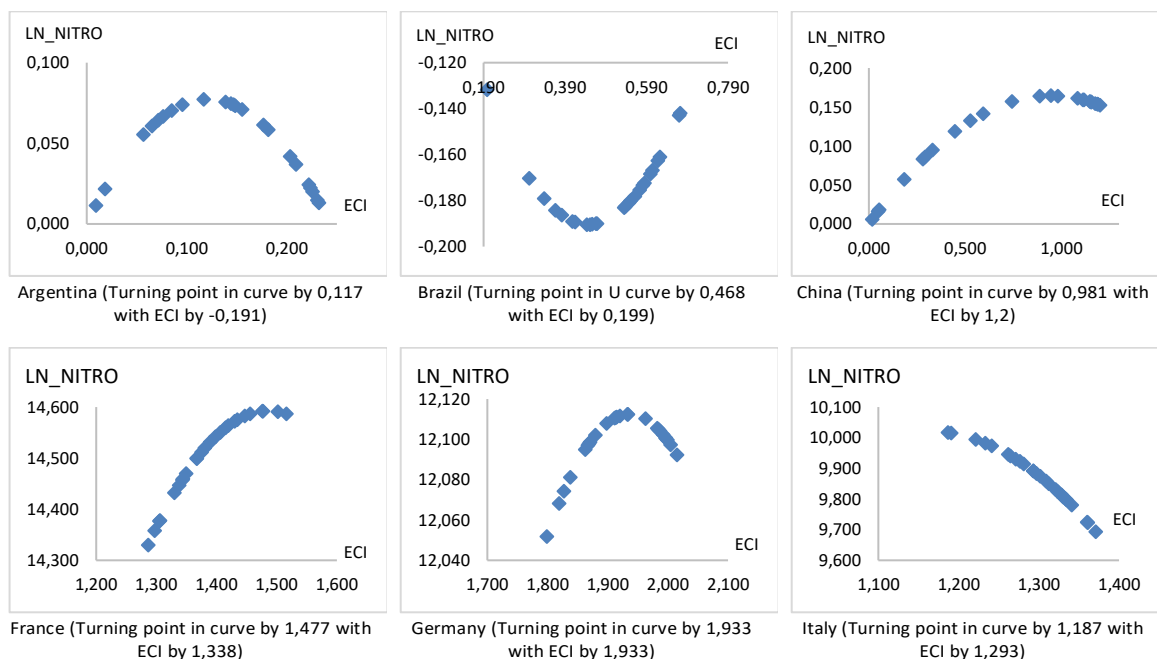 LN_NITRO
0,100
0,050
0,000
ECI
0,000 0,100 0,200
Argentina (Turning point in curve by 0,117
with ECI by -0,191)
LN_NITRO
ECI
-0,120
0,190 0,390 0,590 0,790
-0,140
-0,160
-0,180
-0,200
Brazil (Turning point in U curve by 0,468
with ECI by 0,199)
LN_NITRO
0,200
0,150
0,100
0,050
0,000
ECI
0,000 0,500 1,000
China (Turning point in curve by 0,981 with
ECI by 1,2)
LN_NITRO
14,600
14,500
14,400
14,300
ECI
1,200 1,300 1,400 1,500 1,600
France (Turning point in curve by 1,477 with
ECI by 1,338)
LN_NITRO
12,120
12,100
12,080
12,060
12,040
ECI
1,700 1,800 1,900 2,000 2,100
Germany (Turning point in curve by 1,933
with ECI by 1,933)
LN_NITRO
10,100
10,000
9,900
9,800
9,700
9,600
ECI
1,100 1,200 1,300 1,400
Italy (Turning point in curve by 1,187 with
ECI by 1,293)